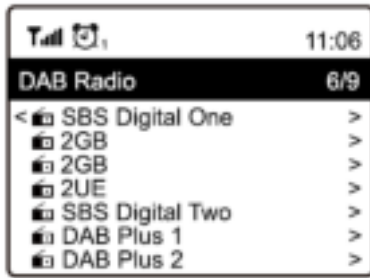 1 11:06
DAB Radio 6/9
< SBS Digital One >
2GB >
2GB >
2UE >
SBS Digital Two >
DAB Plus 1 >
DAB Plus 2 >